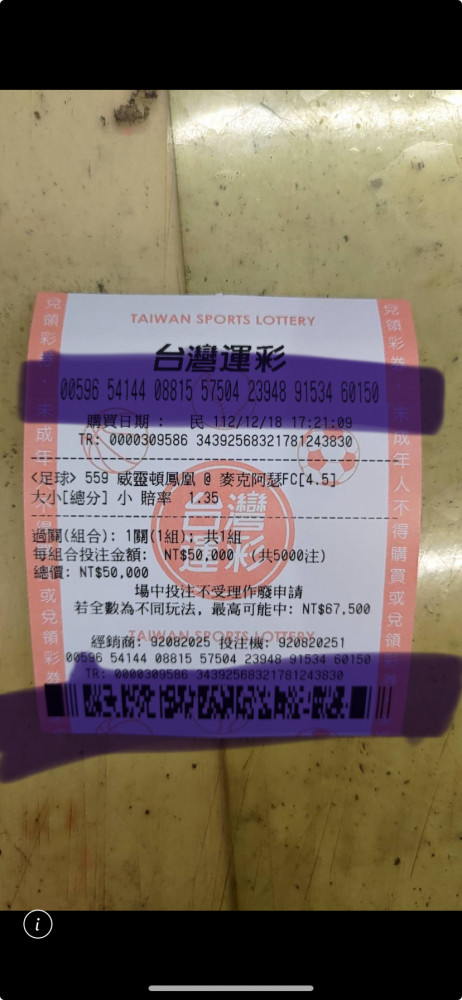 TAIWAN SPORTS LOTTERY
台灣運彩
00596 54144 08815 57504 23948 91534 60150
購買日期： 民 112/12/18 17:21:09
TR: 0000309586 34392568321781243830
<足球> 559 威靈頓鳳凰 @ 麥克阿瑟FC[4.5]
大小[總分] 小 賠率 1.35
台灣
運彩
過關(組合): 1關(1組); 共1組
每組合投注金額: NT$50,000 (共5000注)
總價: NT$50,000
場中投注不受理作廢申請
若全數為不同玩法, 最高可能中: NT$67,500
TAIWAN SPORTS LOTTERY
經銷商: 92082025 投注機: 920820251
00596 54144 08815 57504 23948 91534 60150
TR: 0000309586 34392568321781243830
兌領彩券
未成年人不得購買或兌領彩券
i